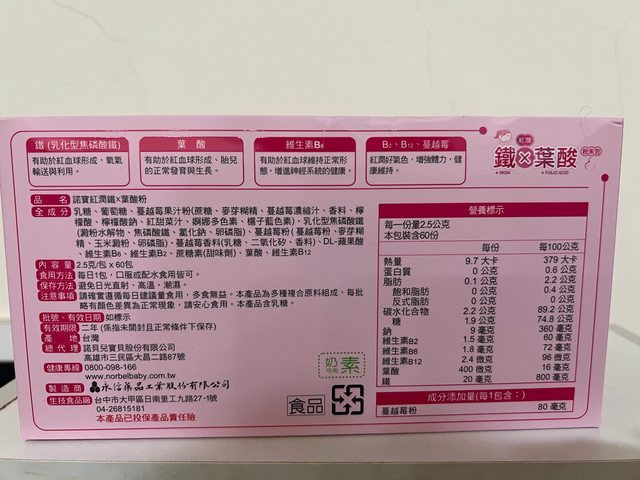 鐵 (乳化型焦磷酸鐵)
有助於紅血球形成，氧氣
輸送與利用。
葉 酸
有助於紅血球形成，胎兒
的正常發育與生長。
維生素B6
有助於紅血球維持正常形
態，增進神經系統的健康。
B2、B12、蔓越莓
紅潤好氣色，增強體力，健
康維持。
紅潤
鐵×葉酸 粉末包
+ IRON + FOLIC ACID
品 名 諾寶紅潤鐵×葉酸粉
全 成 分 乳糖、葡萄糖、蔓越莓果汁粉(蔗糖、麥芽糊精、蔓越莓濃縮汁、香料、檸
檬酸、檸檬酸鈉、紅甜菜汁、嫻娜多色素、梔子藍色素)、乳化型焦磷酸鐵
(澱粉水解物、焦磷酸鐵、氯化鈉、卵磷脂)、蔓越莓粉(蔓越莓粉、麥芽糊
精、玉米澱粉、卵磷脂)、蔓越莓香料(乳糖、二氧化矽、香料)、DL-蘋果酸
、維生素B6、維生素B2、蔗糖素(甜味劑)、葉酸、維生素B12
內 容 量 2.5克/包 x 60包
食用方法 每日1包，口服或配水食用皆可。
保存方法 避免日光直射、高溫、潮濕。
注意事項 請確實遵循每日建議量食用，多食無益。本產品為多種複合原料組成，每批
略有顏色差異為正常現象，請安心食用。本產品含乳糖。
批號、有效日期 如標示
有效期限 二年 (係指未開封且正常條件下保存)
產 地 台灣
總 代 理 諾貝兒寶貝股份有限公司
高雄市三民區大昌二路87號
健康專線 0800-098-166
www.norbelbaby.com.tw
製 造 商 永信藥品工業股份有限公司
生技食品廠 台中市大甲區日南里工九路27-1號
04-26815181
本產品已投保產品責任險
奶可用素
食品
營養標示
每一份量2.5公克
本包裝含60份
每份 每100公克
熱量 9.7 大卡 379 大卡
蛋白質 0 公克 0.6 公克
脂肪 0.1 公克 2.2 公克
飽和脂肪 0 公克 0.4 公克
反式脂肪 0 公克 0 公克
碳水化合物 2.2 公克 89.2 公克
糖 1.9 公克 74.8 公克
鈉 9 毫克 360 毫克
維生素B2 1.5 毫克 60 毫克
維生素B6 1.8 毫克 72 毫克
維生素B12 2.4 微克 96 微克
葉酸 400 微克 16 毫克
鐵 20 毫克 800 毫克
成分添加量(每1包含：)
蔓越莓粉 80 毫克